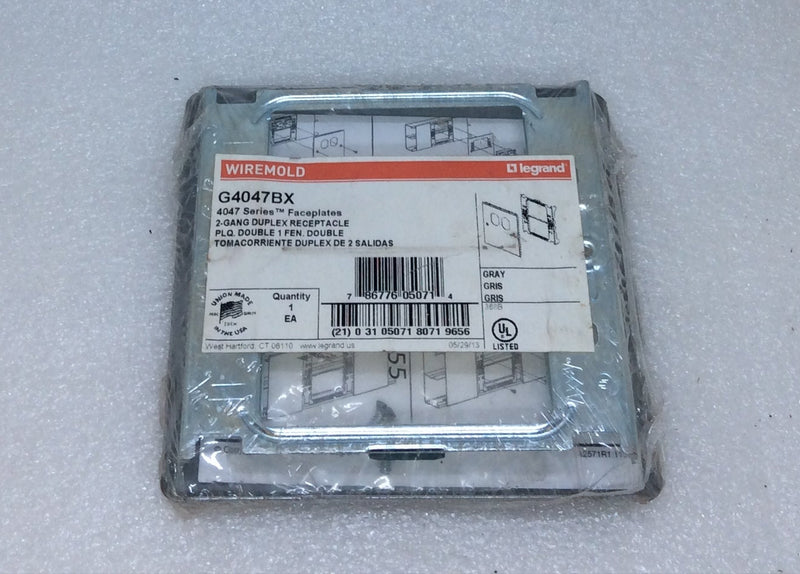 WIREMOLD
legrand®
G4047BX
4047 Series™ Faceplates
2-GANG DUPLEX RECEPTACLE
PLQ. DOUBLE 1 FEN. DOUBLE
TOMACORRIENTE DUPLEX DE 2 SALIDAS
GRAY
GRIS
GRIS
UNION MADE
IBEW
IN THE USA
Quantity
1
EA
7 86776 05071 4
(21) 0 31 05071 8071 9656
UL
LISTED
West Hartford, CT 06110 www.legrand.us
05/29/13
55